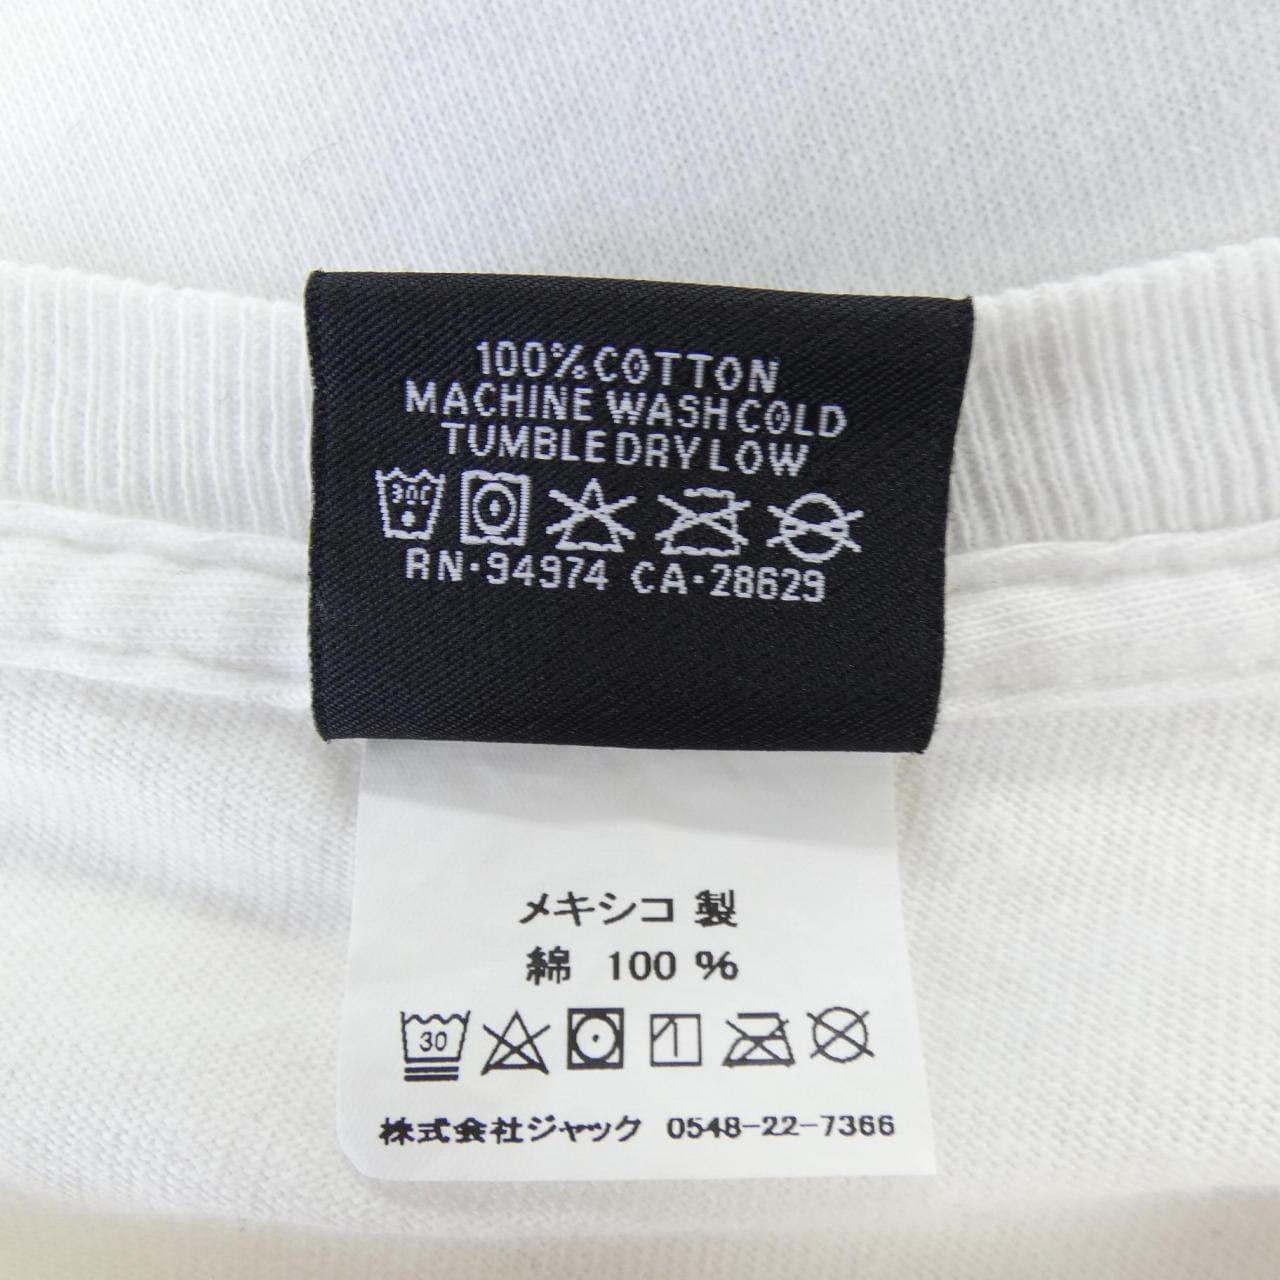 100% COTTON
MACHINE WASH COLD
TUMBLE DRY LOW
RN·94974 CA·28629
メキシコ 製
綿 100 %
30
株式会社ジャック 0548-22-7366